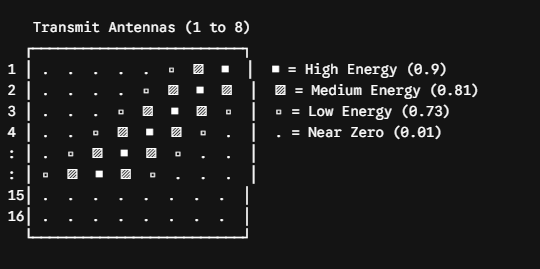 Transmit Antennas (1 to 8)
1 | . . . . . ▫ ▨ ■ | ■ = High Energy (0.9)
2 | . . . . ▫ ▨ ■ ▨ | ▨ = Medium Energy (0.81)
3 | . . . ▫ ▨ ■ ▨ ▫ | ▫ = Low Energy (0.73)
4 | . . ▫ ▨ ■ ▨ ▫ . | . = Near Zero (0.01)
: | . ▫ ▨ ■ ▨ ▫ . . |
: | ▫ ▨ ■ ▨ ▫ . . . |
15| . . . . . . . . |
16| . . . . . . . . |